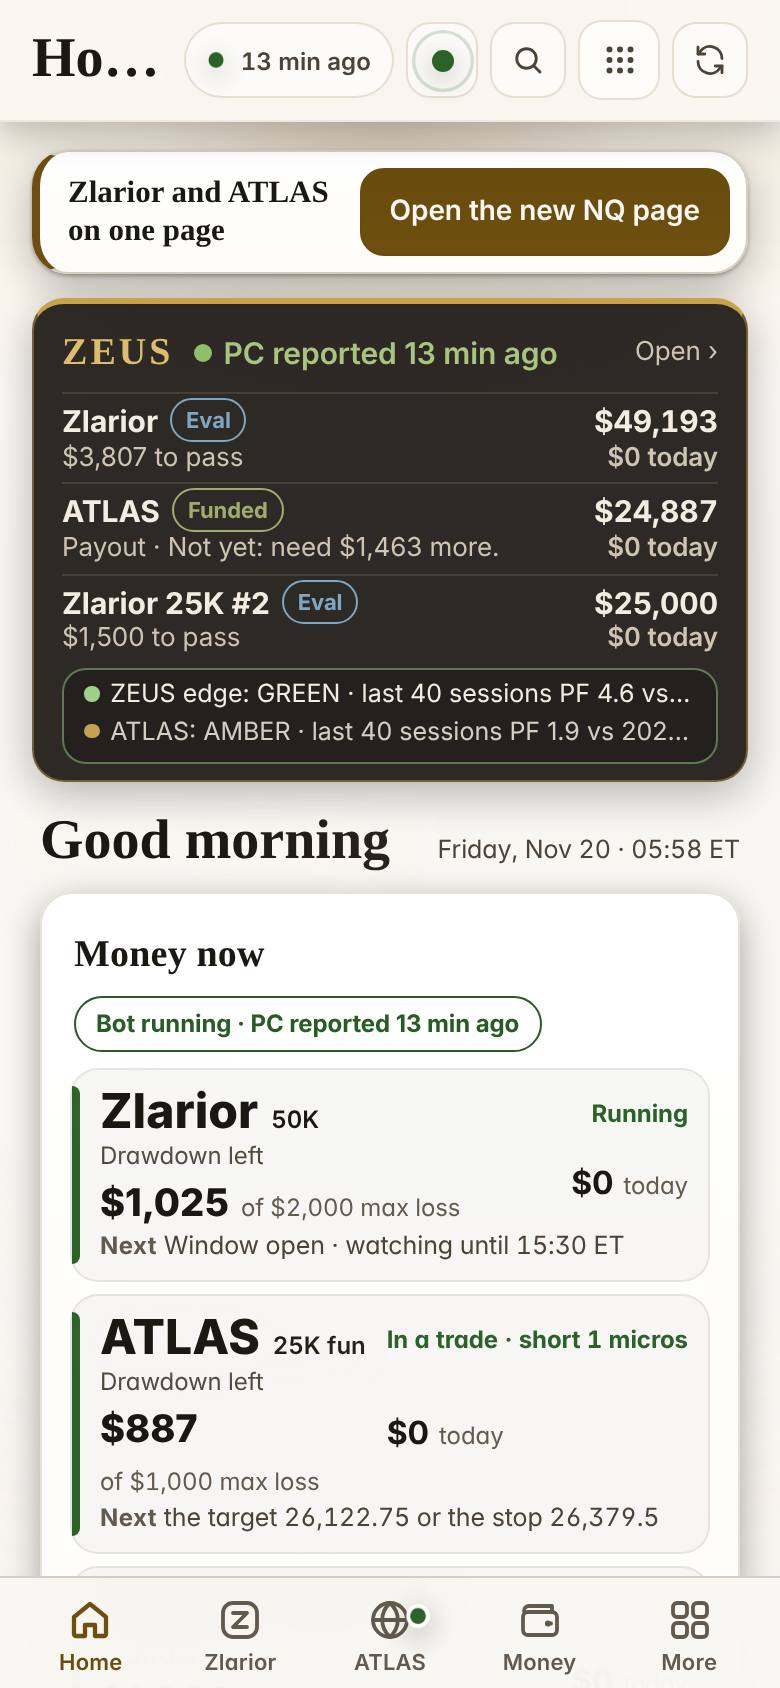 Ho...
13 min ago
Zlarior and ATLAS
on one page
Open the new NQ page
ZEUS
PC reported 13 min ago
Open ›
Zlarior Eval $49,193
$3,807 to pass $0 today
ATLAS Funded $24,887
Payout · Not yet: need $1,463 more. $0 today
Zlarior 25K #2 Eval $25,000
$1,500 to pass $0 today
ZEUS edge: GREEN · last 40 sessions PF 4.6 vs...
ATLAS: AMBER · last 40 sessions PF 1.9 vs 202...
Good morning
Friday, Nov 20 · 05:58 ET
Money now
Bot running · PC reported 13 min ago
Zlarior 50K Running
Drawdown left
$1,025 of $2,000 max loss $0 today
Next Window open · watching until 15:30 ET
ATLAS 25K fun In a trade · short 1 micros
Drawdown left
$887 $0 today
of $1,000 max loss
Next the target 26,122.75 or the stop 26,379.5
Home Zlarior ATLAS Money More